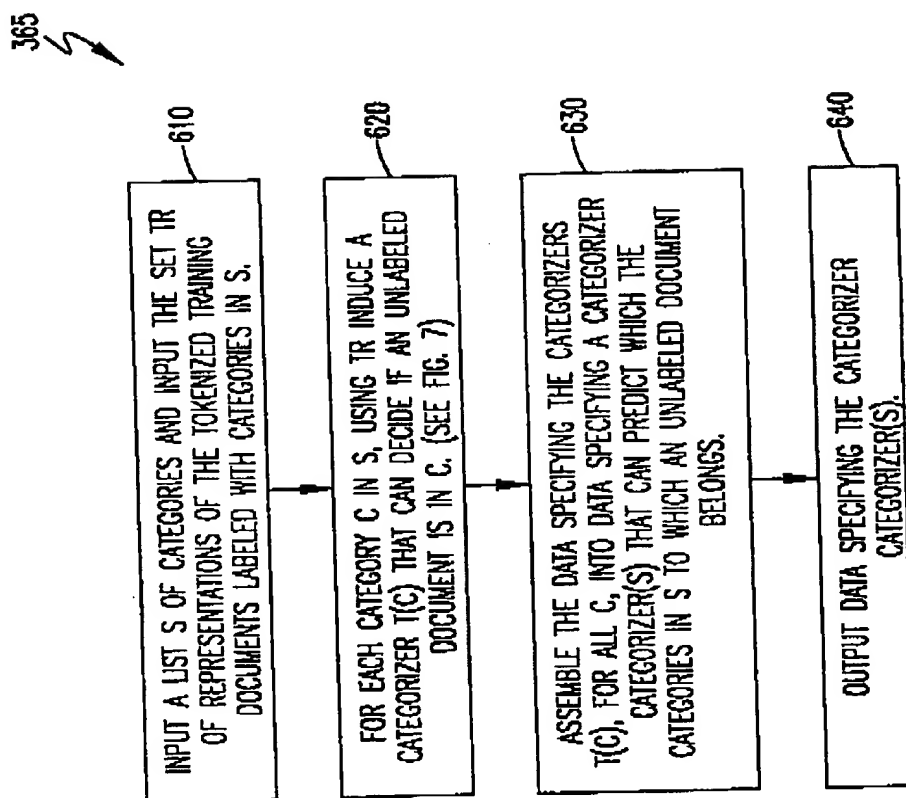 365
610
INPUT A LIST S OF CATEGORIES AND INPUT THE SET TR
OF REPRESENTATIONS OF THE TOKENIZED TRAINING
DOCUMENTS LABELED WITH CATEGORIES IN S.
620
FOR EACH CATEGORY C IN S, USING TR INDUCE A
CATEGORIZER T(C) THAT CAN DECIDE IF AN UNLABELED
DOCUMENT IS IN C. (SEE FIG. 7)
630
ASSEMBLE THE DATA SPECIFYING THE CATEGORIZERS
T(C), FOR ALL C, INTO DATA SPECIFYING A CATEGORIZER
CATEGORIZER(S) THAT CAN PREDICT WHICH THE
CATEGORIES IN S TO WHICH AN UNLABELED DOCUMENT
BELONGS.
640
OUTPUT DATA SPECIFYING THE CATEGORIZER
CATEGORIZER(S).